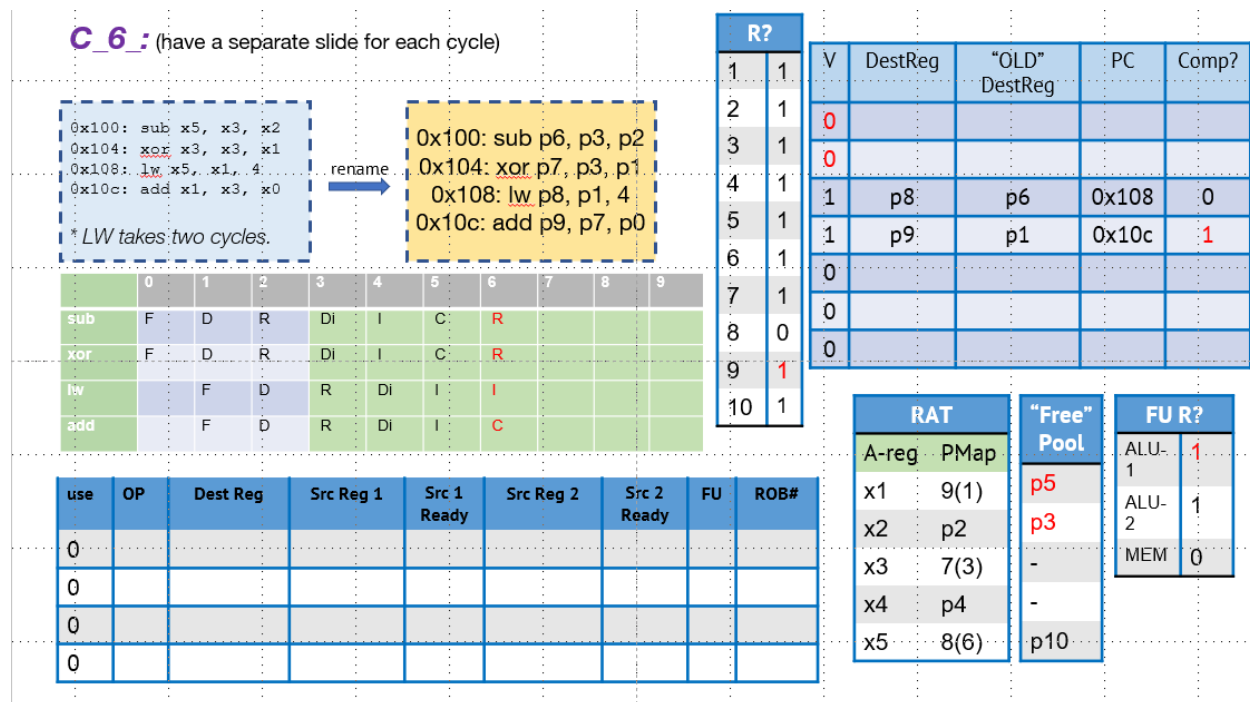 C_6_: (have a separate slide for each cycle)
0x100: sub x5, x3, x2
0x104: xor x3, x3, x1
0x108: lw x5, x1, 4
0x10c: add x1, x3, x0
* LW takes two cycles.
rename
0x100: sub p6, p3, p2
0x104: xor p7, p3, p1
0x108: lw p8, p1, 4
0x10c: add p9, p7, p0
0 1 2 3 4 5 6 7 8 9
sub F D R Di I C R
xor F D R Di I C R
lw F D R Di I I
add F D R Di I C
R?
1 1
2 1
3 1
4 1
5 1
6 1
7 1
8 0
9 1
10 1
V DestReg "OLD" DestReg PC Comp?
0
0
1 p8 p6 0x108 0
1 p9 p1 0x10c 1
0
0
0
use OP Dest Reg Src Reg 1 Src 1 Ready Src Reg 2 Src 2 Ready FU ROB#
0
0
0
0
RAT
A-reg PMap
x1 9(1)
x2 p2
x3 7(3)
x4 p4
x5 8(6)
"Free"
Pool
p5
p3
-
-
p10
FU R?
ALU-1 1
ALU-2 1
MEM 0